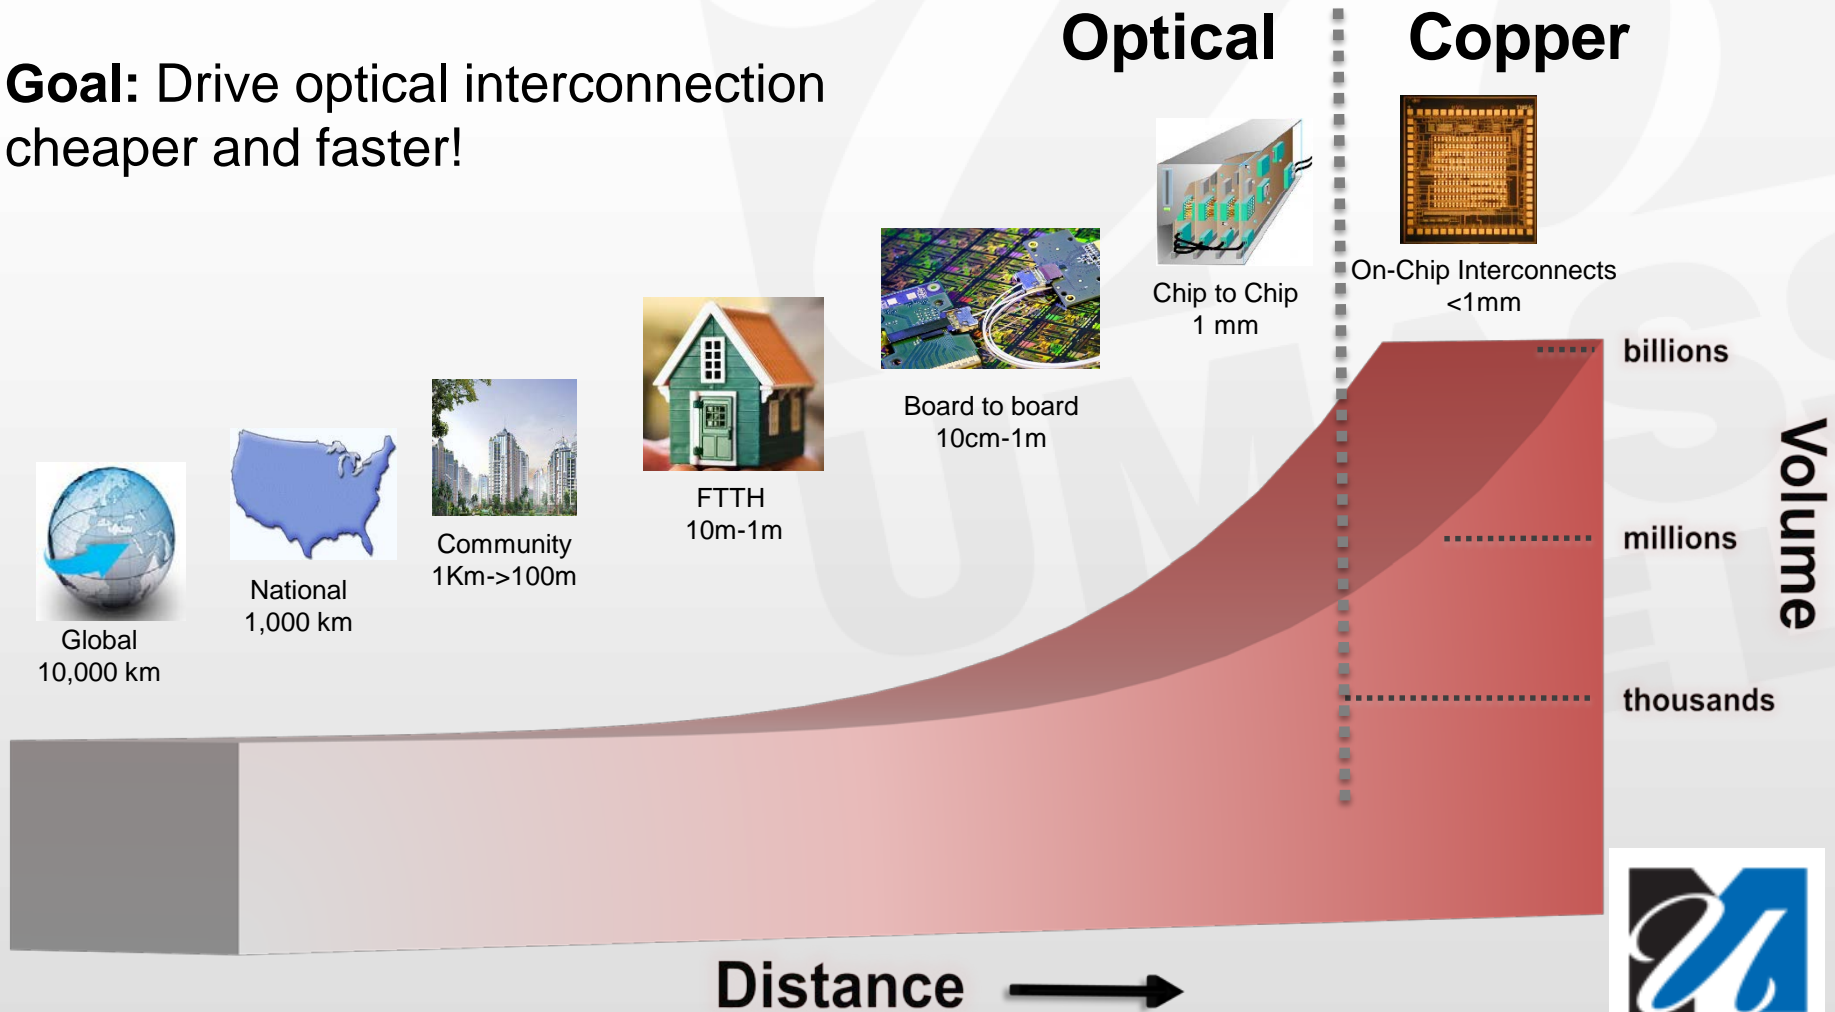 Optical
Copper
Goal: Drive optical interconnection
cheaper and faster!
On-Chip Interconnects
<1mm
Chip to Chip
1 mm
billions
Board to board
10cm-1m
Volume
FTTH
10m-1m
millions
Community
1Km->100m
National
1,000 km
Global
10,000 km
thousands
Distance